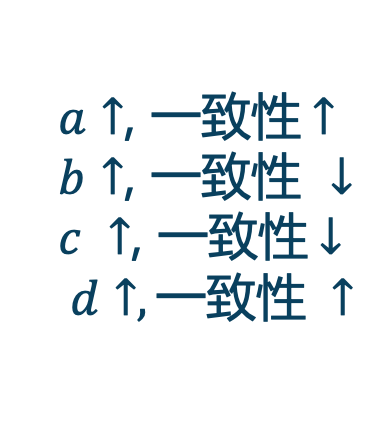 a ↑, 一致性 ↑
b ↑, 一致性 ↓
c ↑, 一致性 ↓
d ↑, 一致性 ↑